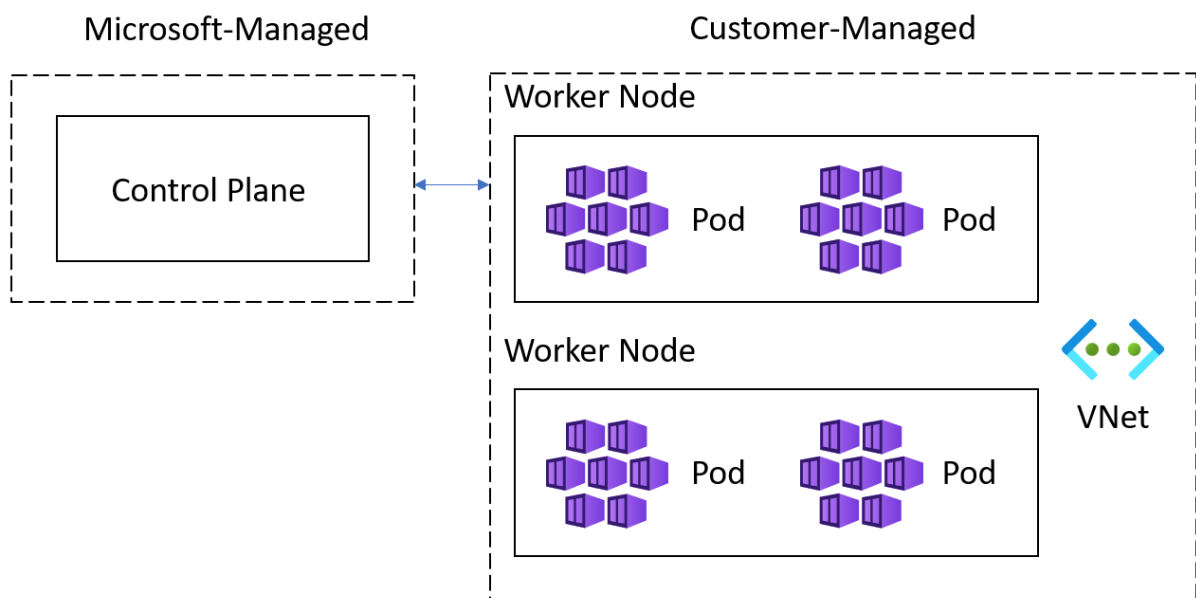 Microsoft-Managed
Customer-Managed
Control Plane
Worker Node
Pod
Pod
Worker Node
Pod
Pod
VNet